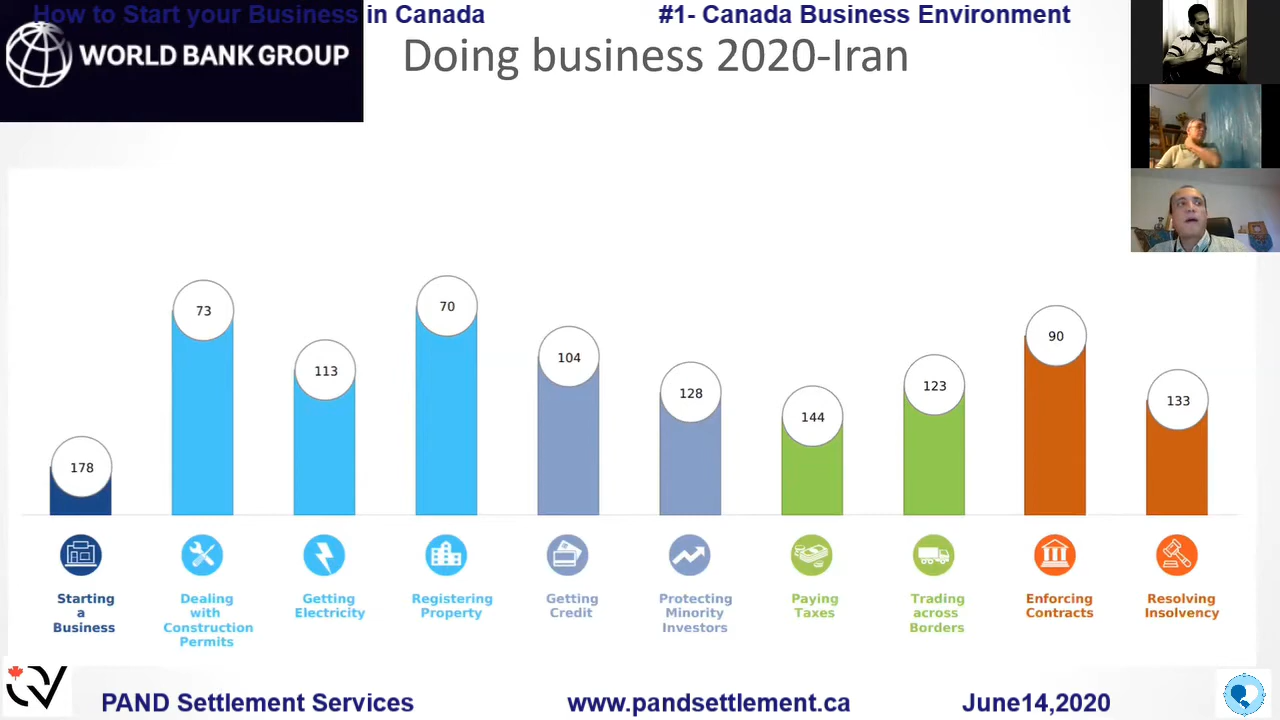 How to Start your Business in Canada
#1- Canada Business Environment
WORLD BANK GROUP
Doing business 2020-Iran
178
73
113
70
104
128
144
123
90
133
Starting
a
Business
Dealing
with
Construction
Permits
Getting
Electricity
Registering
Property
Getting
Credit
Protecting
Minority
Investors
Paying
Taxes
Trading
across
Borders
Enforcing
Contracts
Resolving
Insolvency
PAND Settlement Services
www.pandsettlement.ca
June14,2020